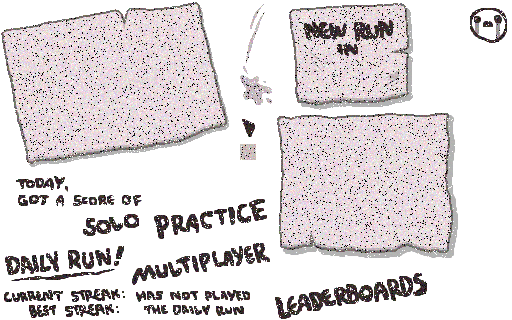 NEW RUN
IN
TODAY,
GOT A SCORE OF
SOLO PRACTICE
DAILY RUN!
MULTIPLAYER
CURRENT STREAK: HAS NOT PLAYED
BEST STREAK: THE DAILY RUN
LEADERBOARDS